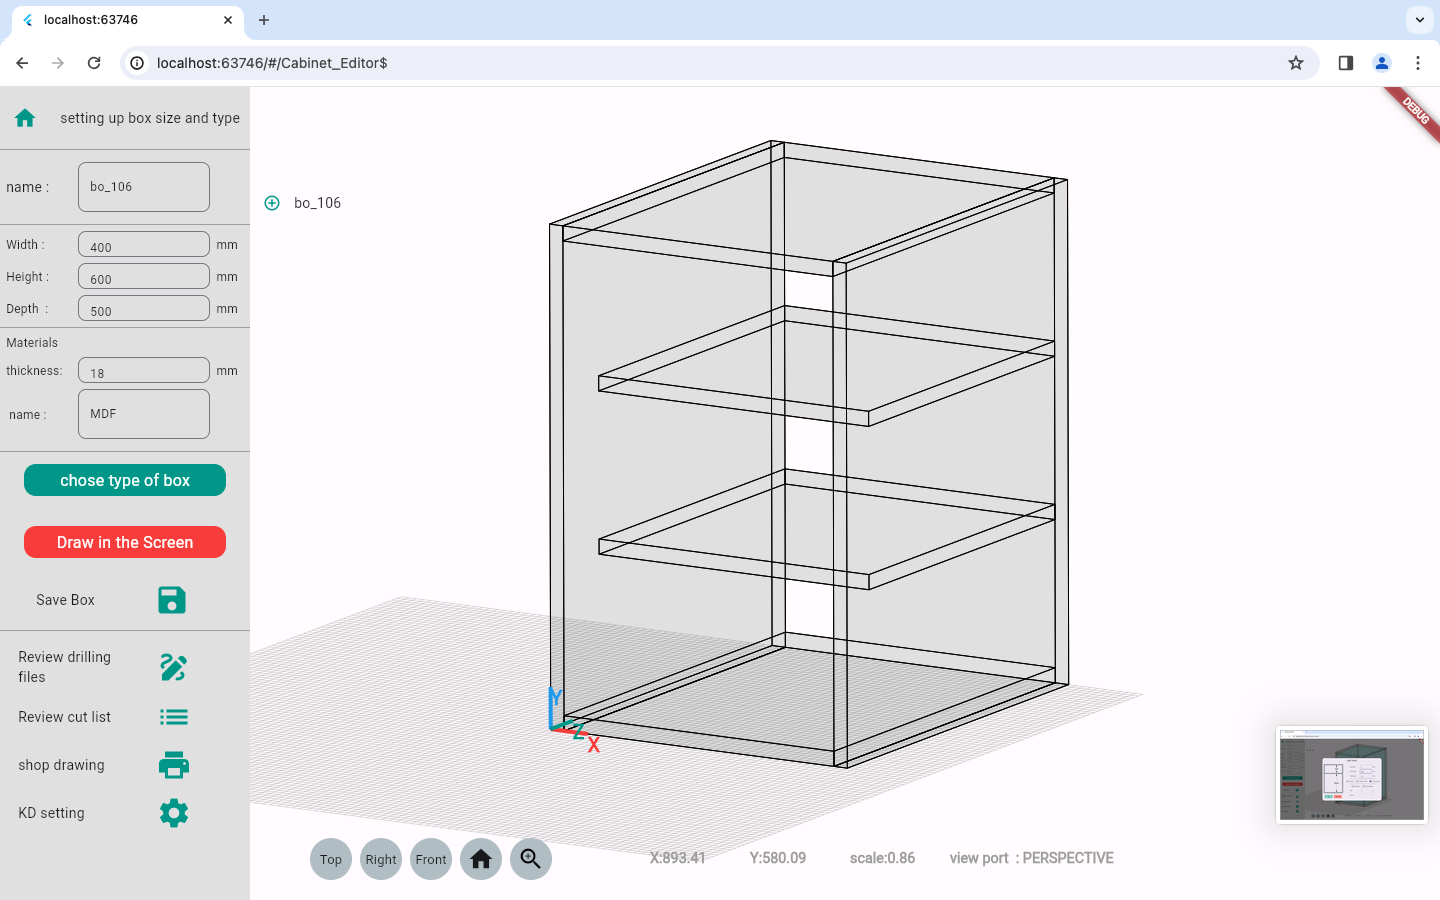 localhost:63746
localhost:63746/#/Cabinet_Editor$
DEBUG
setting up box size and type
name :
bo_106
bo_106
Width :
400
mm
Height :
600
mm
Depth :
500
mm
Materials
thickness:
18
mm
name :
MDF
chose type of box
Draw in the Screen
Save Box
Review drilling
files
Review cut list
shop drawing
KD setting
Y
Z
X
Top
Right
Front
X:893.41
Y:580.09
scale:0.86
view port : PERSPECTIVE